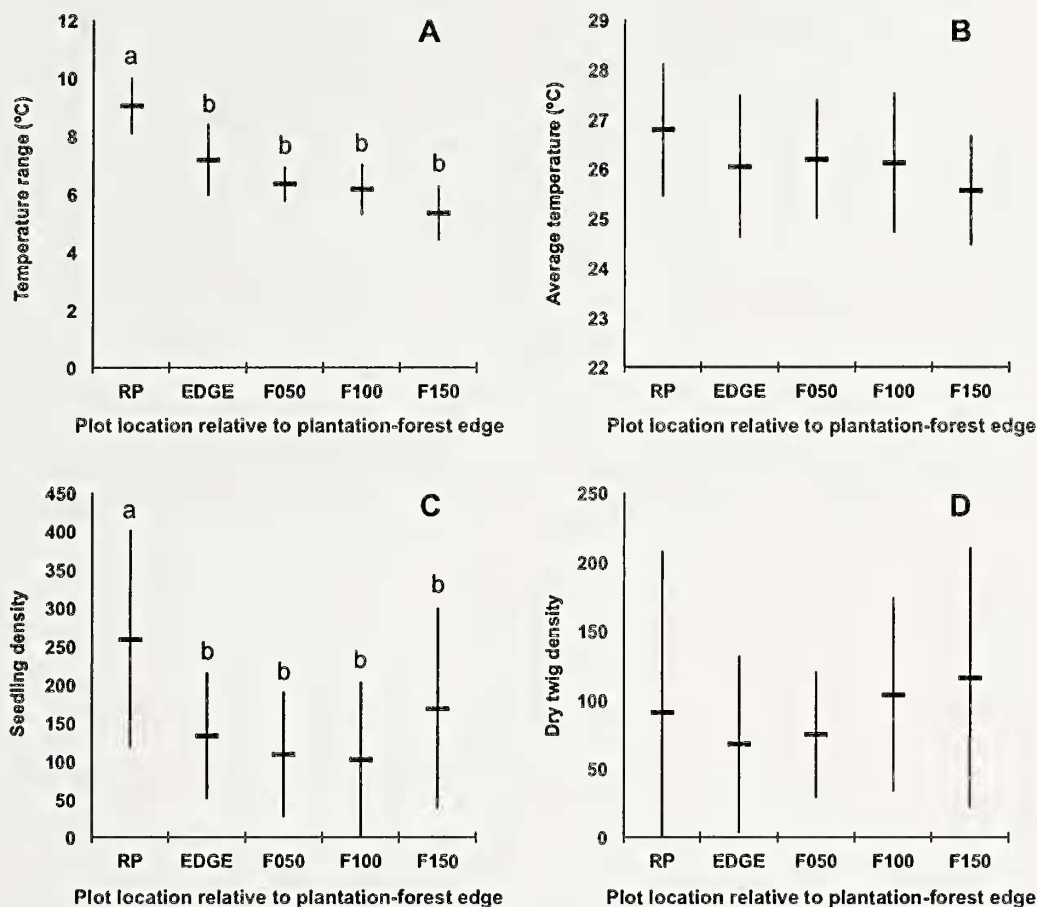 A
Temperature range (°C)
12
10
8
6
4
2
0
a
b
b
b
b
RP EDGE F050 F100 F150
Plot location relative to plantation-forest edge
B
Average temperature (°C)
29
28
27
26
25
24
23
22
RP EDGE F050 F100 F150
Plot location relative to plantation-forest edge
C
Seedling density
450
400
350
300
250
200
150
100
50
0
a
b
b
b
b
RP EDGE F050 F100 F150
Plot location relative to plantation-forest edge
D
Dry twig density
250
200
150
100
50
0
RP EDGE F050 F100 F150
Plot location relative to plantation-forest edge